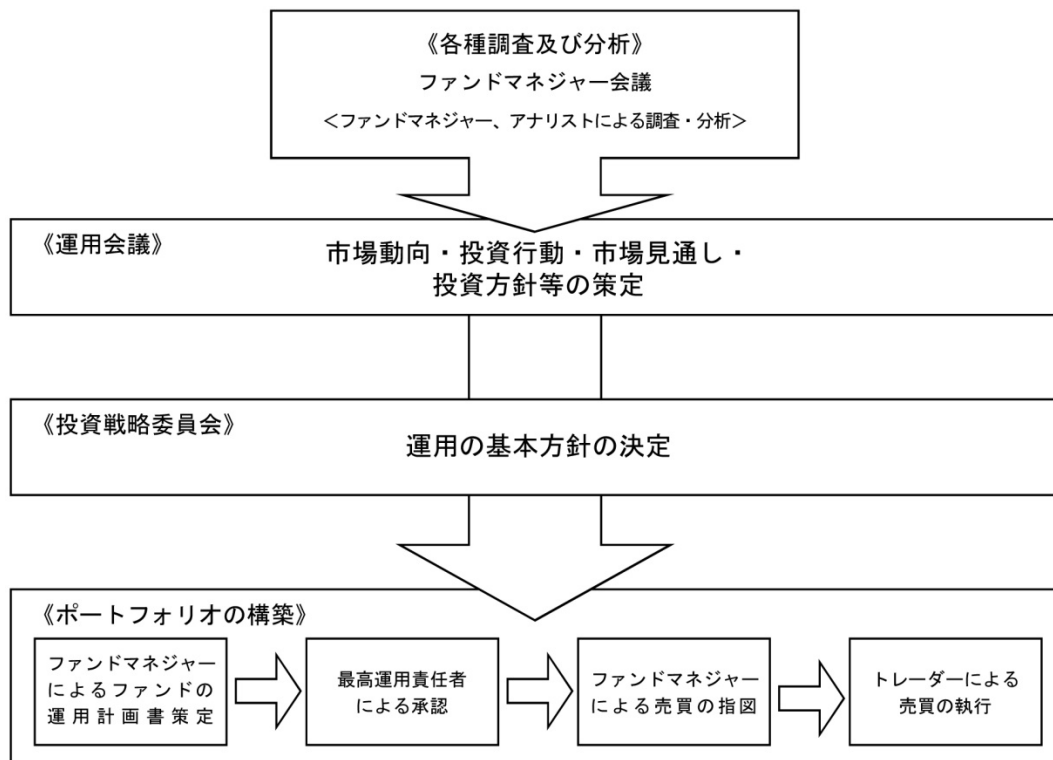 《各種調査及び分析》
ファンドマネジャー会議
＜ファンドマネジャー、アナリストによる調査・分析＞
《運用会議》
市場動向・投資行動・市場見通し・
投資方針等の策定
《投資戦略委員会》
運用の基本方針の決定
《ポートフォリオの構築》
ファンドマネジャー
によるファンドの
運用計画書策定
最高運用責任者
による承認
ファンドマネジャー
による売買の指図
トレーダーによる
売買の執行